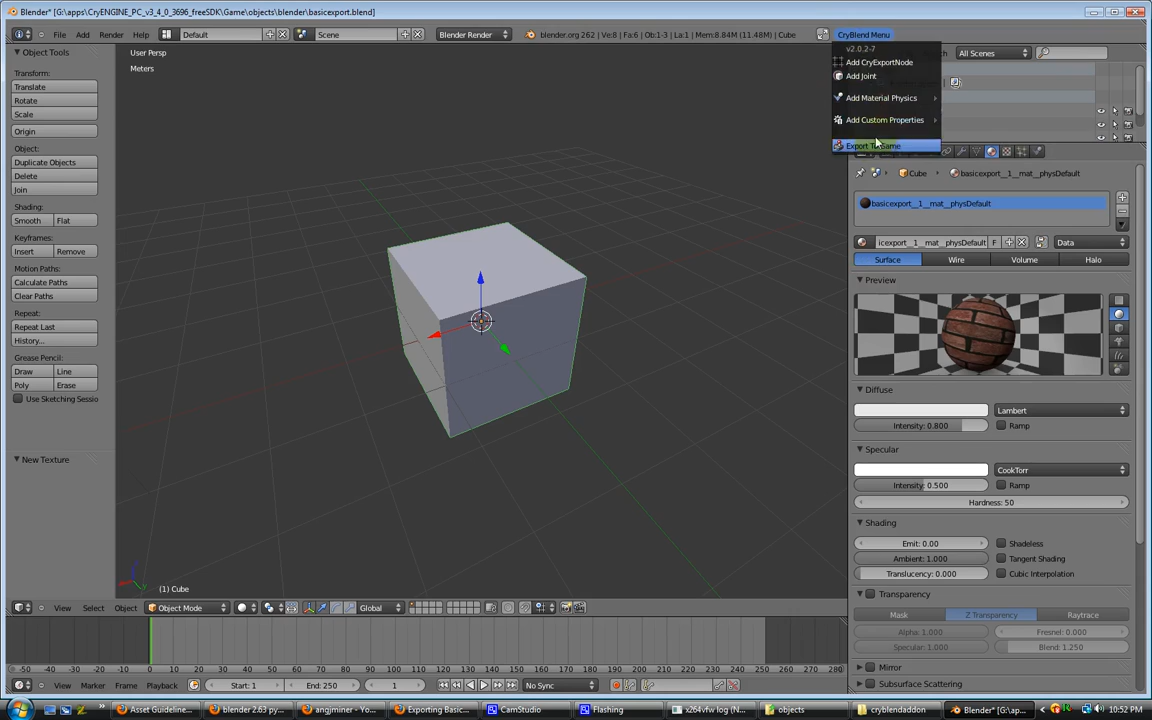 Blender* [G:\apps\CryENGINE_PC_v3_4_0_3696_freeSDK\Game\objects\blender\basicexport.blend]
File Add Render Help Default Scene Blender Render blender.org 262 | Ve:8 | Fa:6 | Ob:1-3 | La:1 | Mem:8.84M (11.48M) | Cube CryBlend Menu
v2.0.2-7
Add CryExportNode
Add Joint
Add Material Physics
Add Custom Properties
Export To Game
All Scenes
Object Tools
Transform:
Translate
Rotate
Scale
Origin
Object:
Duplicate Objects
Delete
Join
Shading:
Smooth Flat
Keyframes:
Insert Remove
Motion Paths:
Calculate Paths
Clear Paths
Repeat:
Repeat Last
History...
Grease Pencil:
Draw Line
Poly Erase
Use Sketching Sessio
New Texture
User Persp
Meters
(1) Cube
View Select Object Object Mode Global
Cube basicexport__1__mat__physDefault
basicexport__1__mat__physDefault
icexport__1__mat__physDefault F Data
Surface Wire Volume Halo
Preview
Diffuse
Lambert
Intensity: 0.800 Ramp
Specular
CookTorr
Intensity: 0.500 Ramp
Hardness: 50
Shading
Emit: 0.00 Shadeless
Ambient: 1.000 Tangent Shading
Translucency: 0.000 Cubic Interpolation
Transparency
Mask Z Transparency Raytrace
Alpha: 1.000 Fresnel: 0.000
Specular: 1.000 Blend: 1.250
Mirror
Subsurface Scattering
-50 -40 -30 -20 -10 0 10 20 30 40 50 60 70 80 90 100 110 120 130 140 150 160 170 180 190 200 210 220 230 240 250 260 270 280
View Marker Frame Playback Start: 1 End: 250 1 No Sync
Start » Asset Guideline... blender 2.63 py... angjminer - Yo... Exporting Basic... CamStudio Flashing x264vfw log (N... objects cryblendaddon Blender* [G:\ap... 10:52 PM